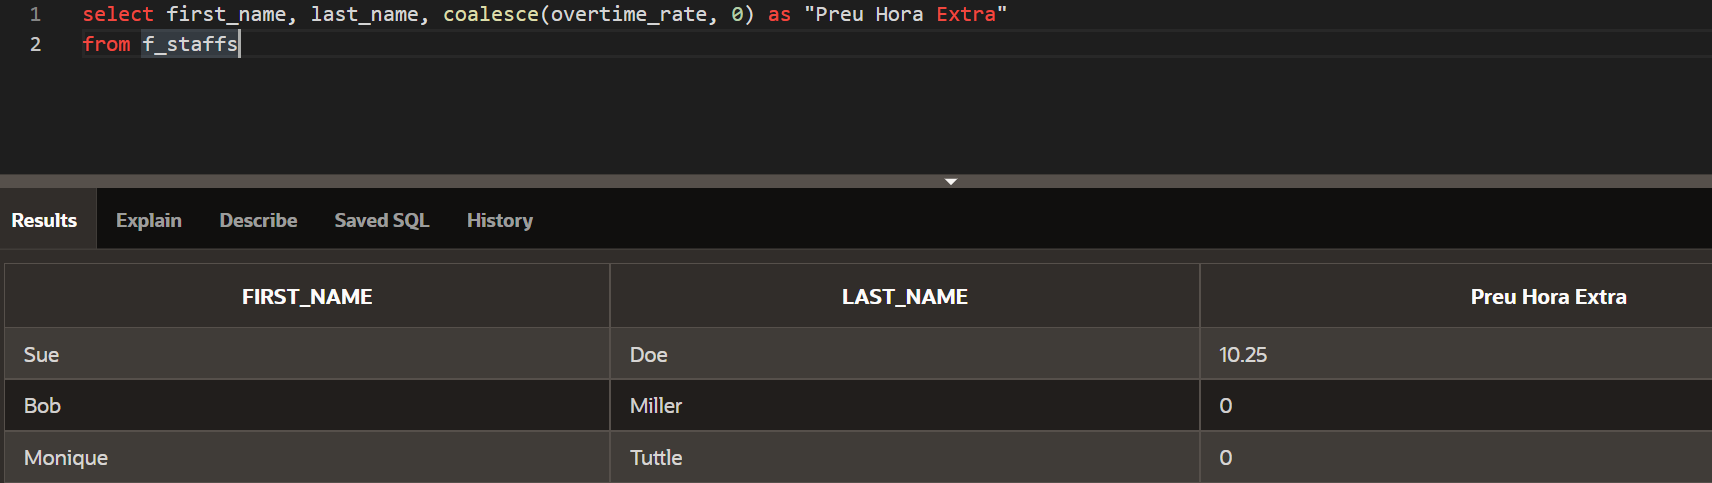 1 select first_name, last_name, coalesce(overtime_rate, 0) as "Preu Hora Extra"
2 from f_staffs
Results Explain Describe Saved SQL History
FIRST_NAME LAST_NAME Preu Hora Extra
Sue Doe 10.25
Bob Miller 0
Monique Tuttle 0